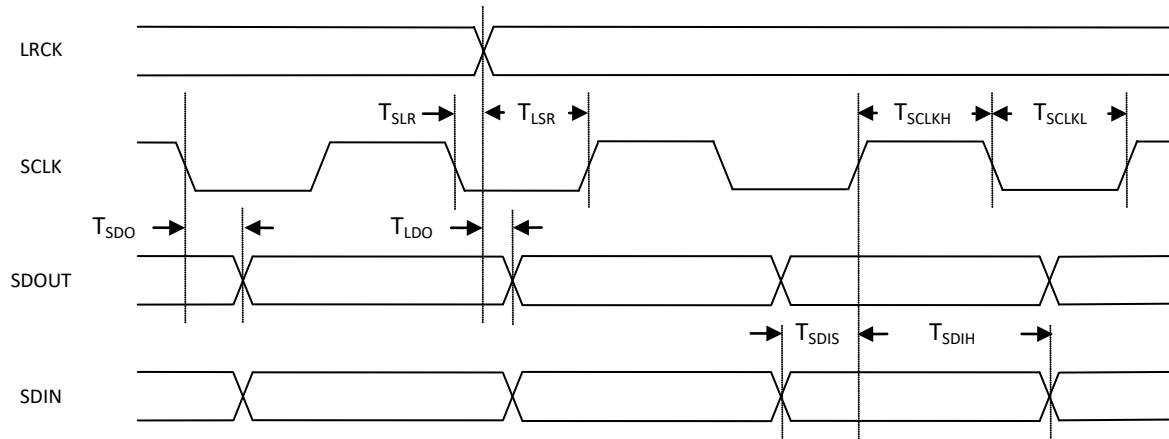 LRCK
T_SLR T_LSR T_SCLKH T_SCLKL
SCLK
T_SDO T_LDO
SDOUT
T_SDIS T_SDIH
SDIN